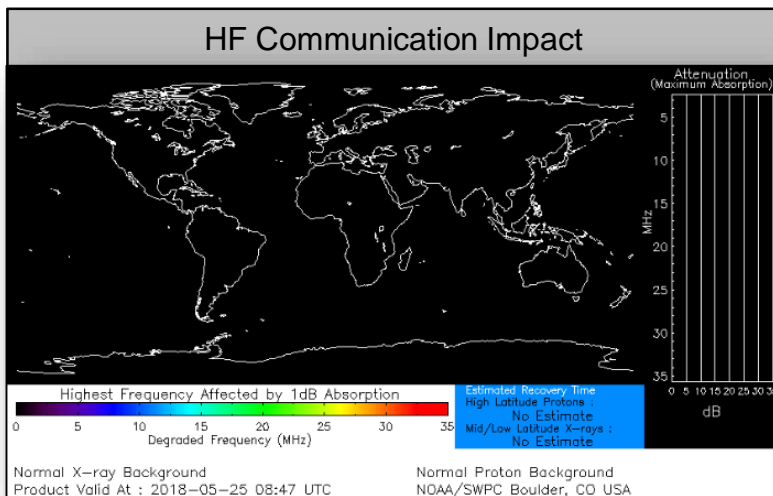 HF Communication Impact
Attenuation
(Maximum Absorption)
5
10
15
20
25
30
35
MHz
0 5 10 15 20 25 30 35
dB
Highest Frequency Affected by 1dB Absorption
0 5 10 15 20 25 30 35
Degraded Frequency (MHz)
Estimated Recovery Time
High Latitude Protons :
No Estimate
Mid/Low Latitude X-rays :
No Estimate
Normal X-ray Background
Product Valid At : 2018-05-25 08:47 UTC
Normal Proton Background
NOAA/SWPC Boulder, CO USA